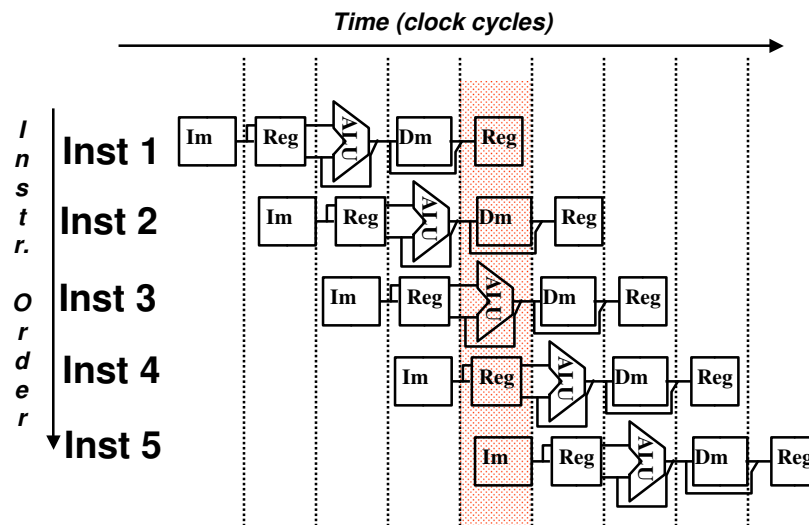 Time (clock cycles)
Instr. Order
Inst 1
Im Reg ALU Dm Reg
Inst 2
Im Reg ALU Dm Reg
Inst 3
Im Reg ALU Dm Reg
Inst 4
Im Reg ALU Dm Reg
Inst 5
Im Reg ALU Dm Reg